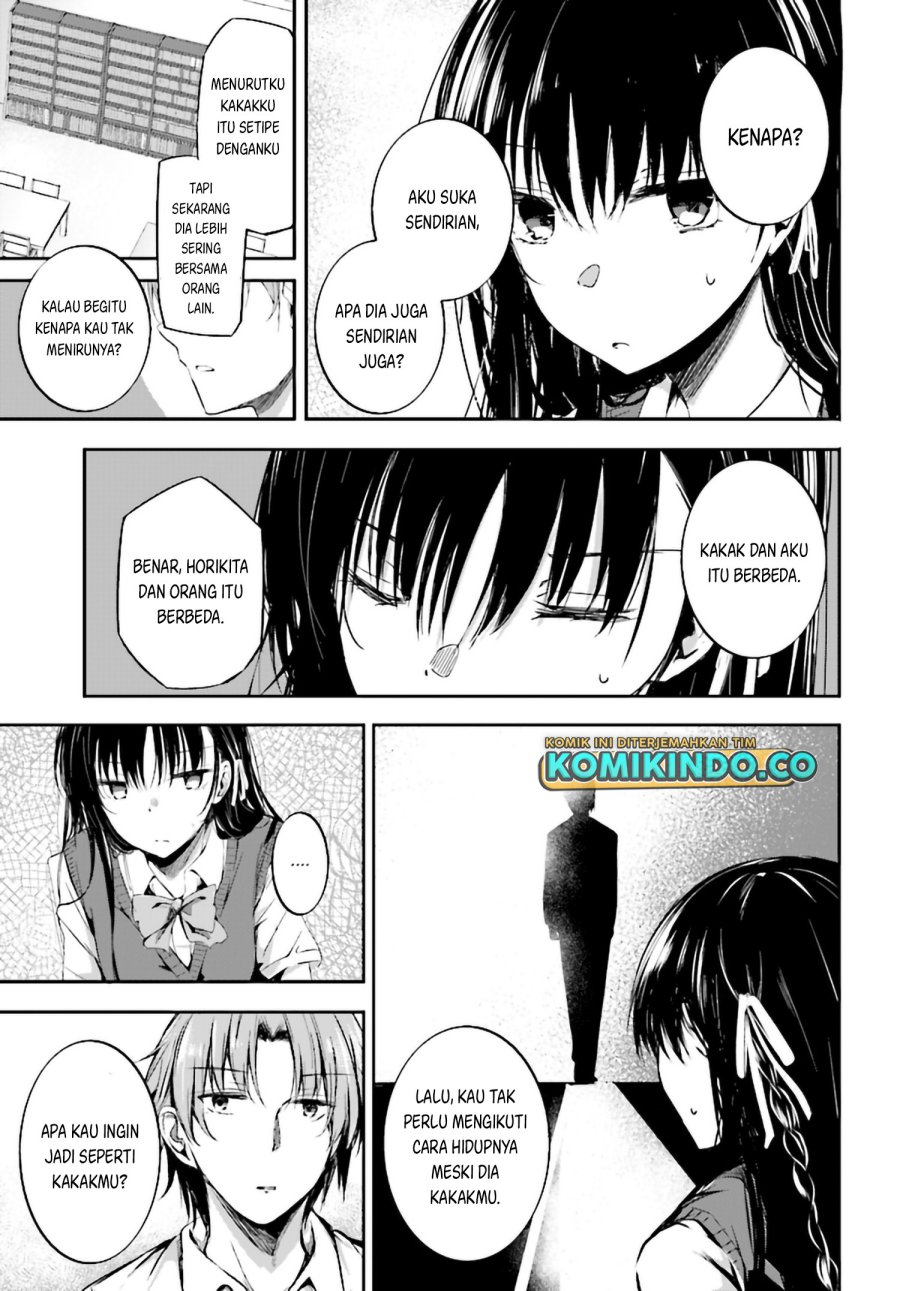 KENAPA?
AKU SUKA
SENDIRIAN,
APA DIA JUGA
SENDIRIAN
JUGA?
MENURUTKU
KAKAKKU
ITU SETIPE
DENGANKU
TAPI
SEKARANG
DIA LEBIH
SERING
BERSAMA
ORANG
LAIN.
KALAU BEGITU
KENAPA KAU TAK
MENIRUNYA?
KAKAK DAN AKU
ITU BERBEDA.
BENAR, HORIKITA
DAN ORANG ITU
BERBEDA.
KOMIK INI DITERJEMAHKAN TIM
KOMIKINDO.CO
LALU, KAU TAK
PERLU MENGIKUTI
CARA HIDUPNYA
MESKI DIA
KAKAKMU.
....
APA KAU INGIN
JADI SEPERTI
KAKAKMU?